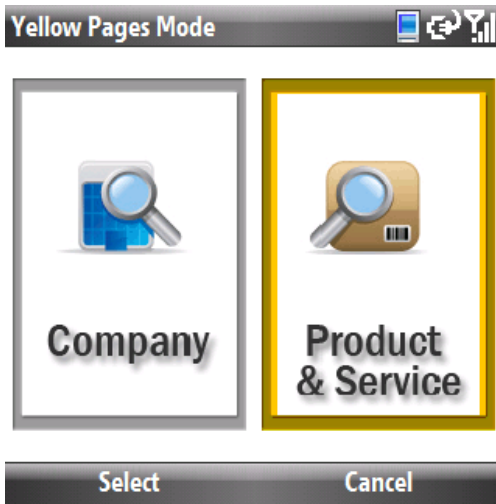 Yellow Pages Mode
Company
Product
& Service
Select
Cancel